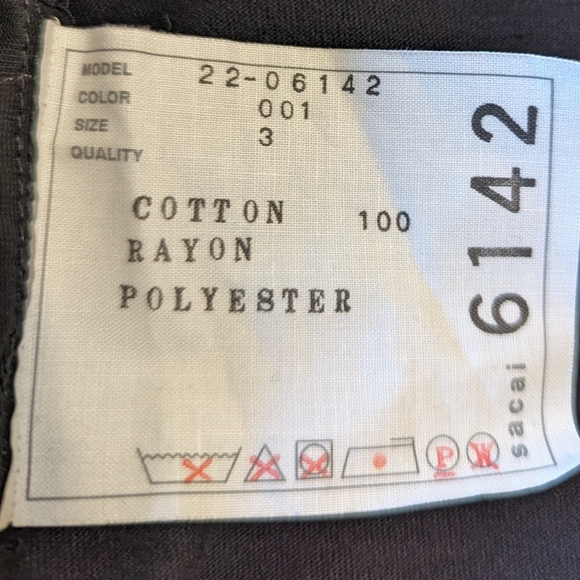 MODEL 22-06142
COLOR 001
SIZE 3
QUALITY
COTTON 100
RAYON
POLYESTER
P W
sacai 6142